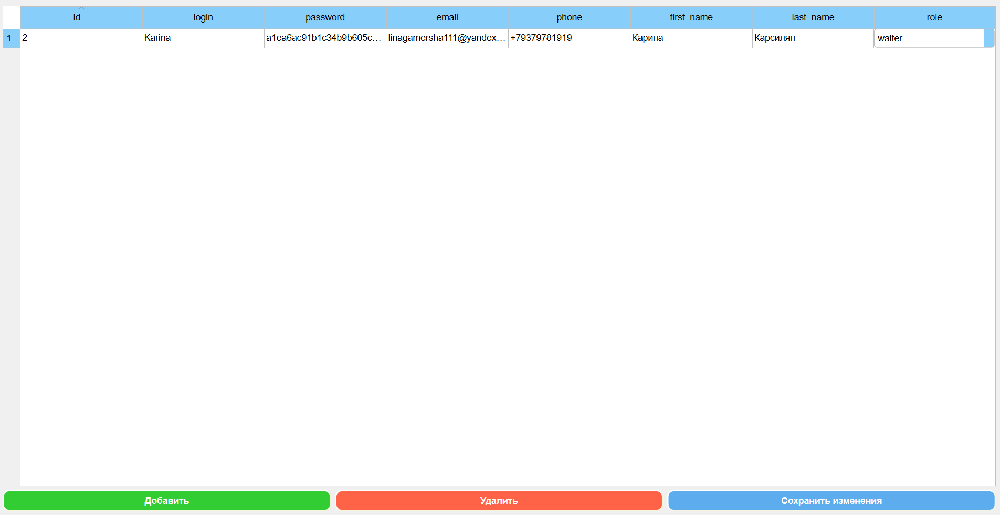 id login password email phone first_name last_name role
1 2 Karina a1ea6ac91b1c34b9b605c... linagamersha111@yandex... +79379781919 Карина Карсилян waiter
Добавить Удалить Сохранить изменения